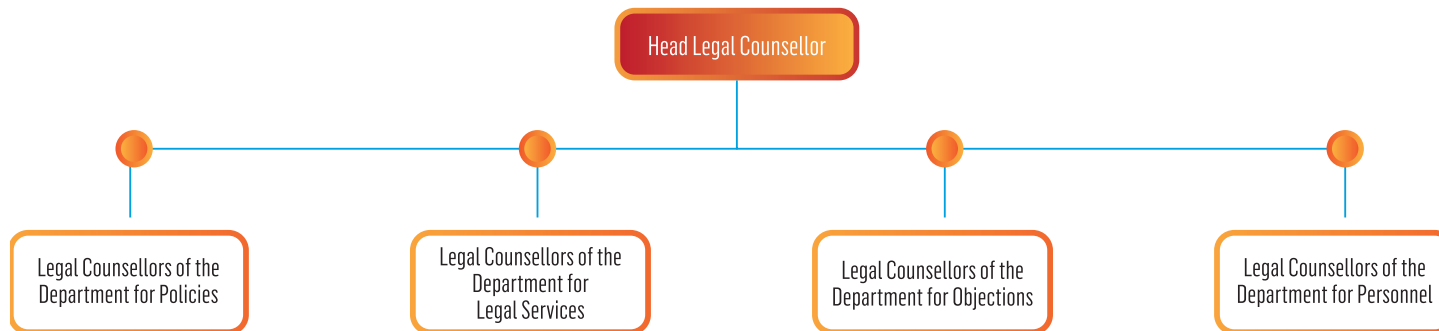 Head Legal Counsellor
Legal Counsellors of the
Department for Policies
Legal Counsellors of the
Department for
Legal Services
Legal Counsellors of the
Department for Objections
Legal Counsellors of the
Department for Personnel